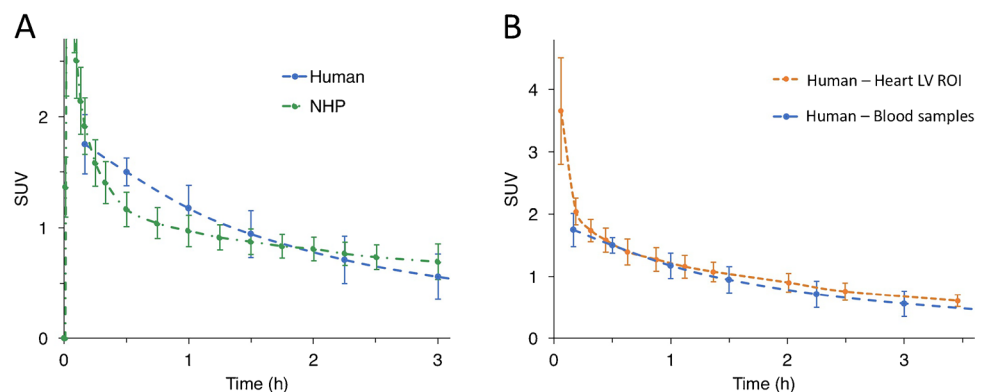 A
B
Human
NHP
Human – Heart LV ROI
Human – Blood samples
SUV
2
1
0
0
1
2
3
Time (h)
SUV
4
3
2
1
0
0
1
2
3
Time (h)